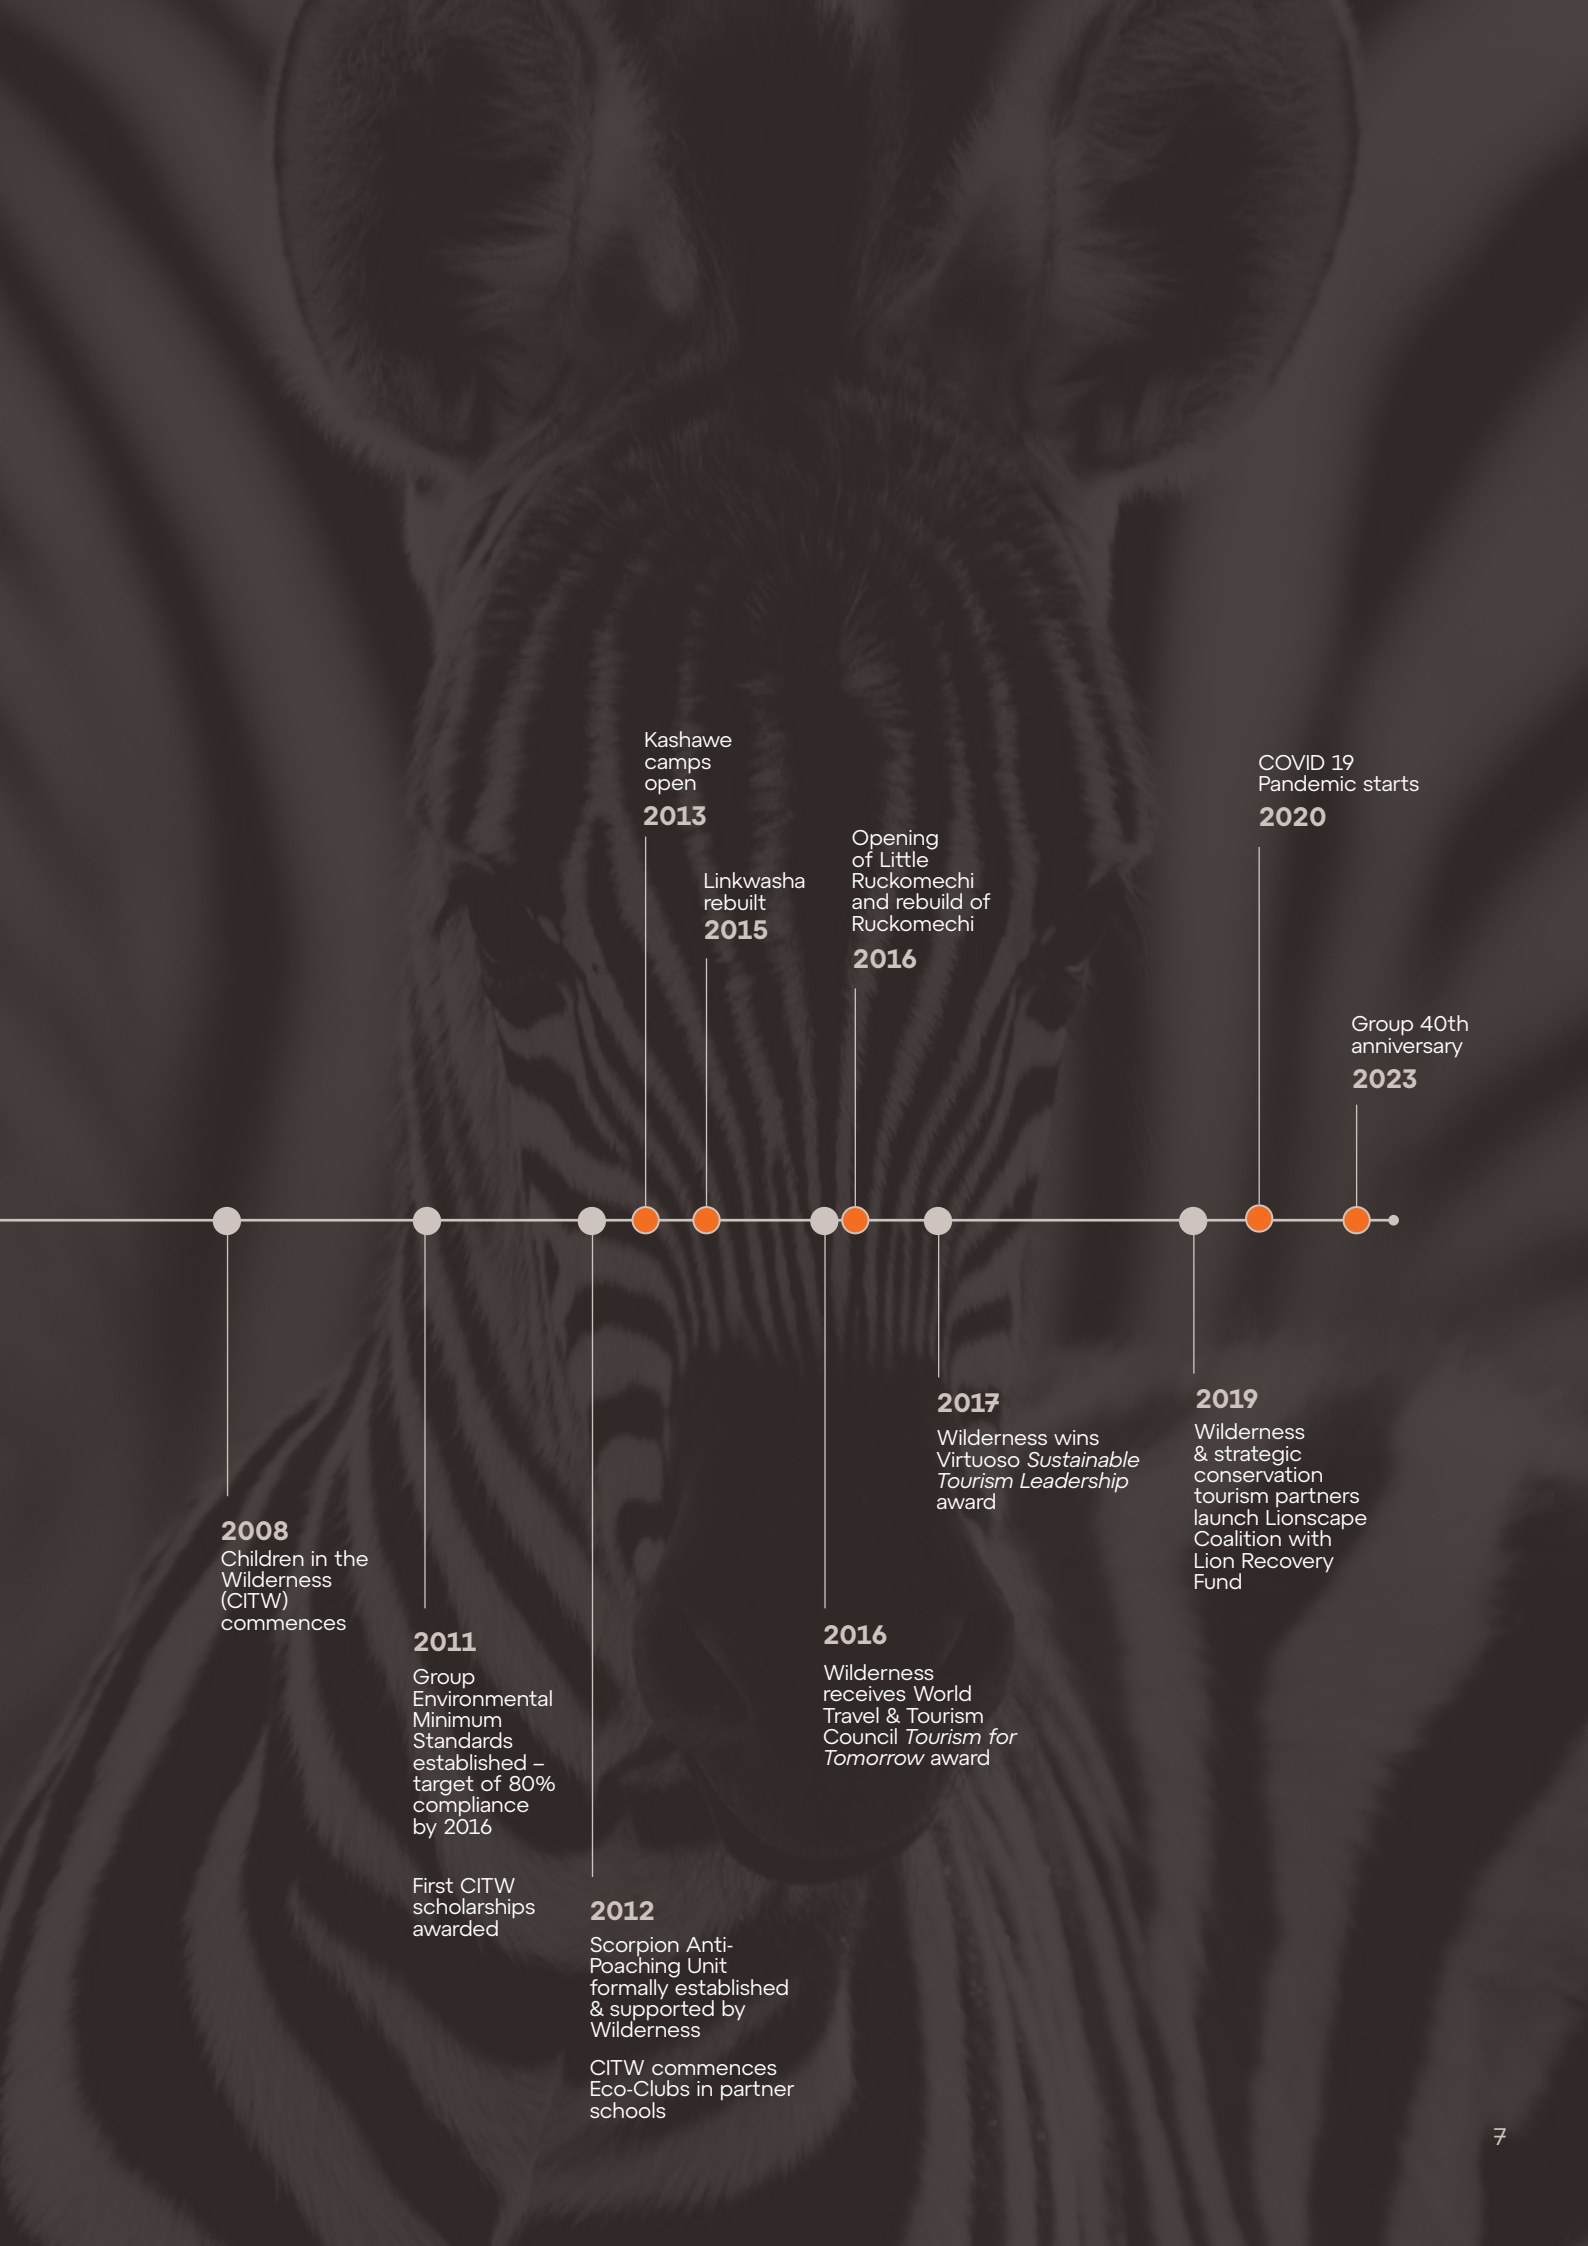 Kashawe
camps
open
2013
Linkwasha
rebuilt
2015
Opening
of Little
Ruckomechi
and rebuild of
Ruckomechi
2016
COVID 19
Pandemic starts
2020
Group 40th
anniversary
2023
2008
Children in the
Wilderness
(CITW)
commences
2011
Group
Environmental
Minimum
Standards
established –
target of 80%
compliance
by 2016
First CITW
scholarships
awarded
2012
Scorpion Anti-
Poaching Unit
formally established
& supported by
Wilderness
CITW commences
Eco-Clubs in partner
schools
2016
Wilderness
receives World
Travel & Tourism
Council Tourism for
Tomorrow award
2017
Wilderness wins
Virtuoso Sustainable
Tourism Leadership
award
2019
Wilderness
& strategic
conservation
tourism partners
launch Lionscape
Coalition with
Lion Recovery
Fund
7